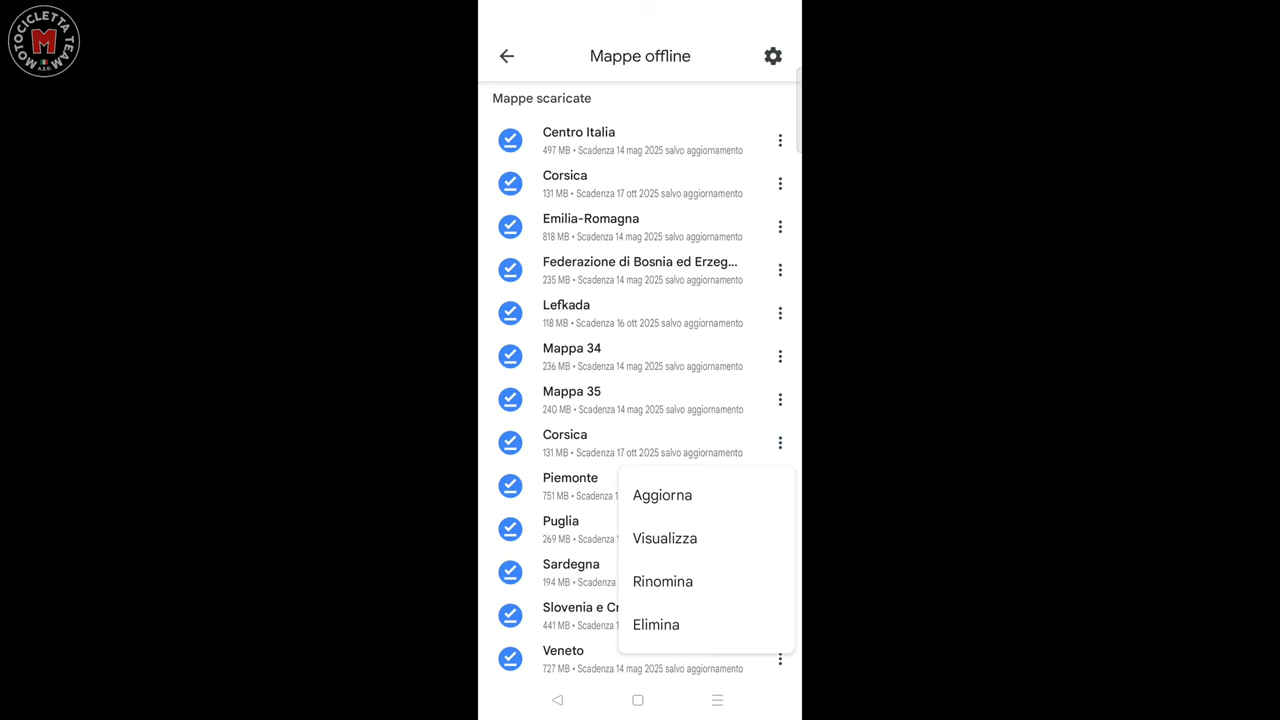 MOTOCICLETTA TEAM
M
A.S.D.
Mappe offline
Mappe scaricate
Centro Italia
497 MB • Scadenza 14 mag 2025 salvo aggiornamento
Corsica
131 MB • Scadenza 17 ott 2025 salvo aggiornamento
Emilia-Romagna
818 MB • Scadenza 14 mag 2025 salvo aggiornamento
Federazione di Bosnia ed Erzeg...
235 MB • Scadenza 14 mag 2025 salvo aggiornamento
Lefkada
118 MB • Scadenza 16 ott 2025 salvo aggiornamento
Mappa 34
236 MB • Scadenza 14 mag 2025 salvo aggiornamento
Mappa 35
240 MB • Scadenza 14 mag 2025 salvo aggiornamento
Corsica
131 MB • Scadenza 17 ott 2025 salvo aggiornamento
Piemonte
751 MB • Scadenza 1
Aggiorna
Puglia
269 MB • Scadenza
Visualizza
Sardegna
194 MB • Scadenza
Rinomina
Slovenia e Cr
441 MB • Scadenza 1
Elimina
Veneto
727 MB • Scadenza 14 mag 2025 salvo aggiornamento